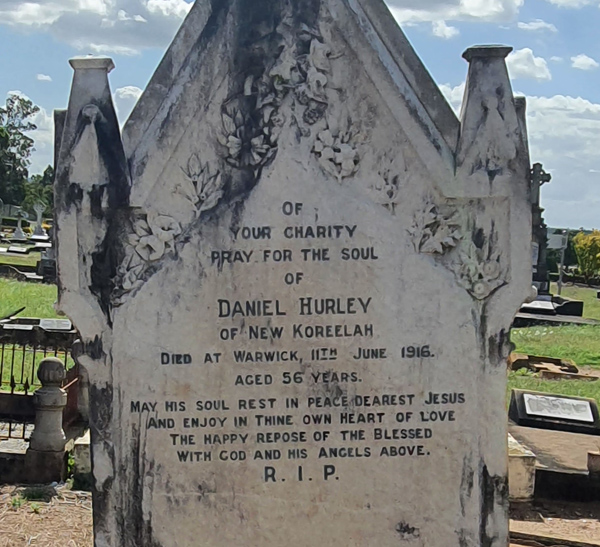 OF
YOUR CHARITY
PRAY FOR THE SOUL
OF
DANIEL HURLEY
OF NEW KOREELAH
DIED AT WARWICK, 11TH JUNE 1916.
AGED 56 YEARS.
MAY HIS SOUL REST IN PEACE DEAREST JESUS
AND ENJOY IN THINE OWN HEART OF LOVE
THE HAPPY REPOSE OF THE BLESSED
WITH GOD AND HIS ANGELS ABOVE.
R. I. P.